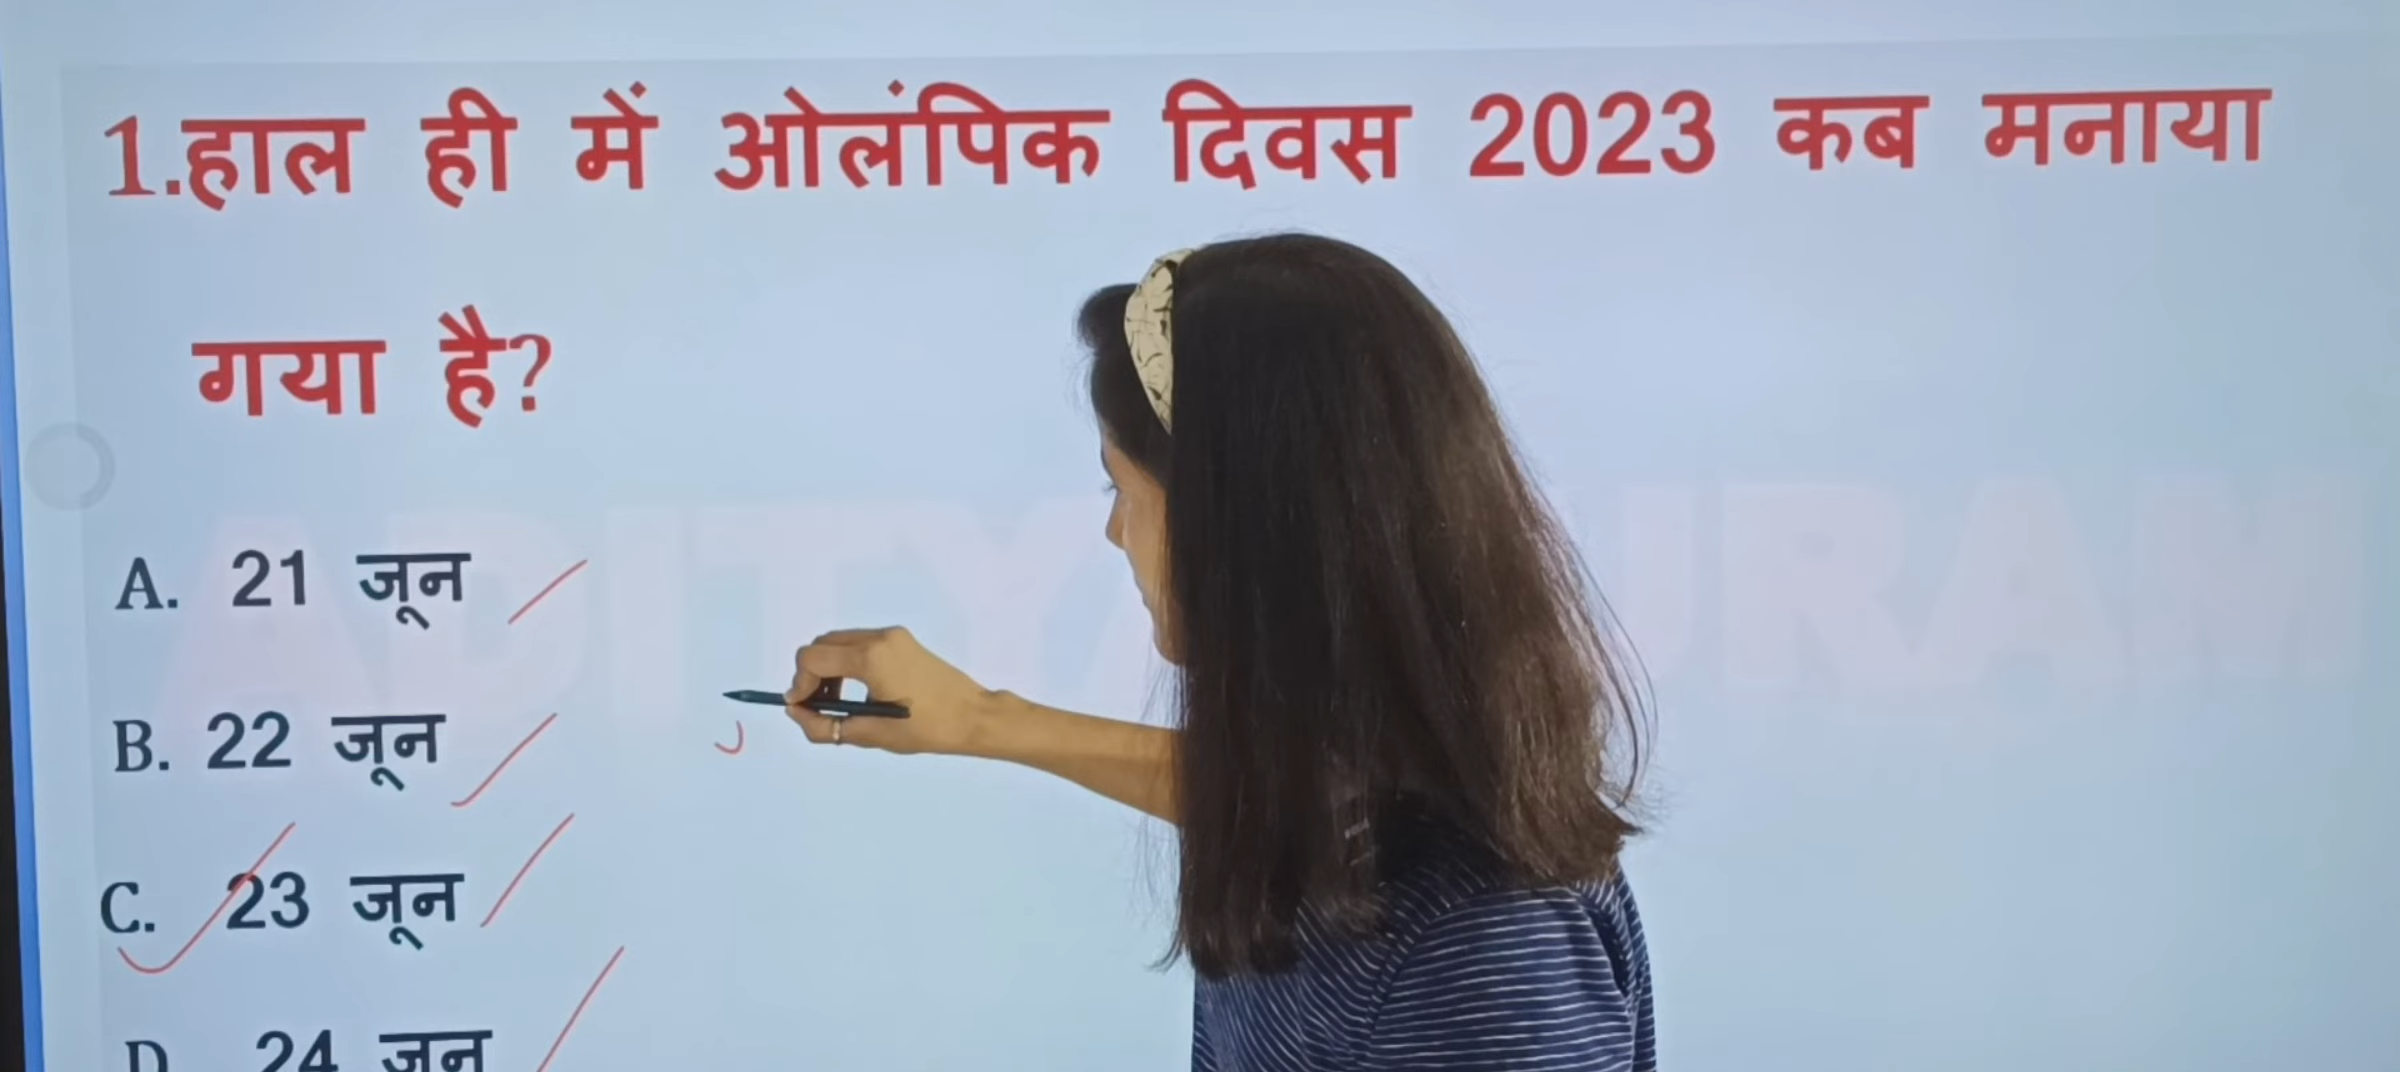 1.हाल ही में ओलंपिक दिवस 2023 कब मनाया
गया है?
A. 21 जून
B. 22 जून
C. 23 जून
D 24 जून